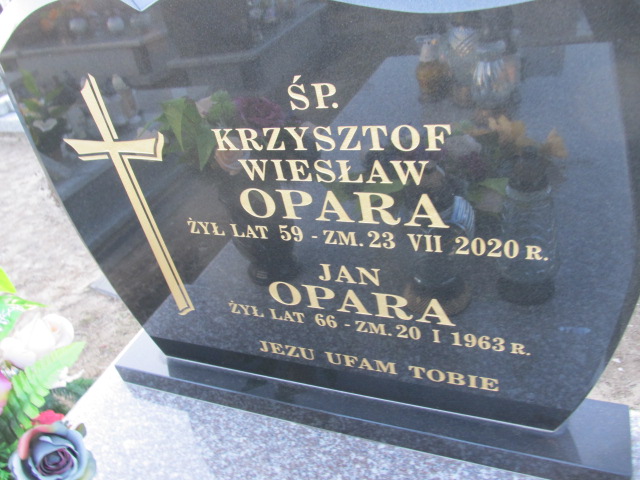 ŚP.
KRZYSZTOF
WIESŁAW
OPARA
ŻYŁ LAT 59 - ZM. 23 VII 2020 R.
JAN
OPARA
ŻYŁ LAT 66 - ZM. 20 I 1963 R.
JEZU UFAM TOBIE